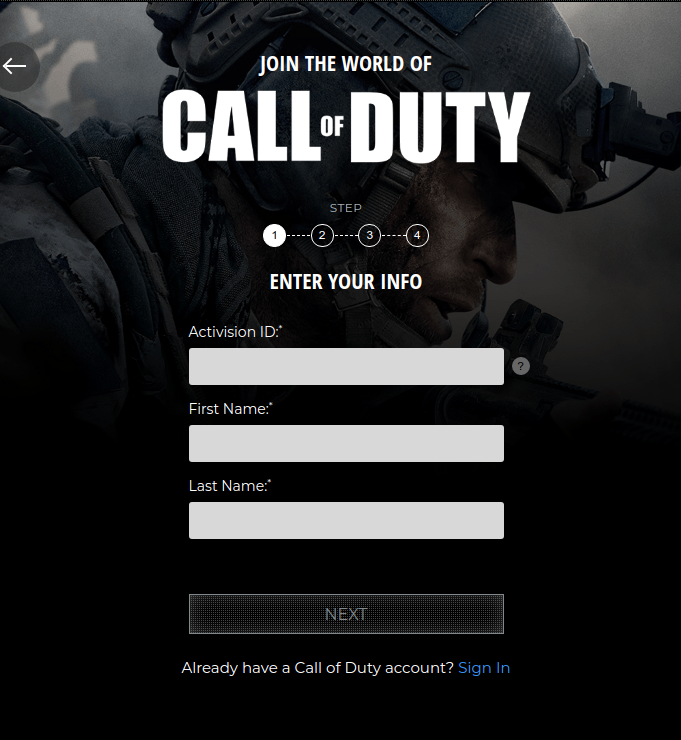 JOIN THE WORLD OF
CALL OF DUTY
STEP
1 2 3 4
ENTER YOUR INFO
Activision ID:*
?
First Name:*
Last Name:*
NEXT
Already have a Call of Duty account? Sign In